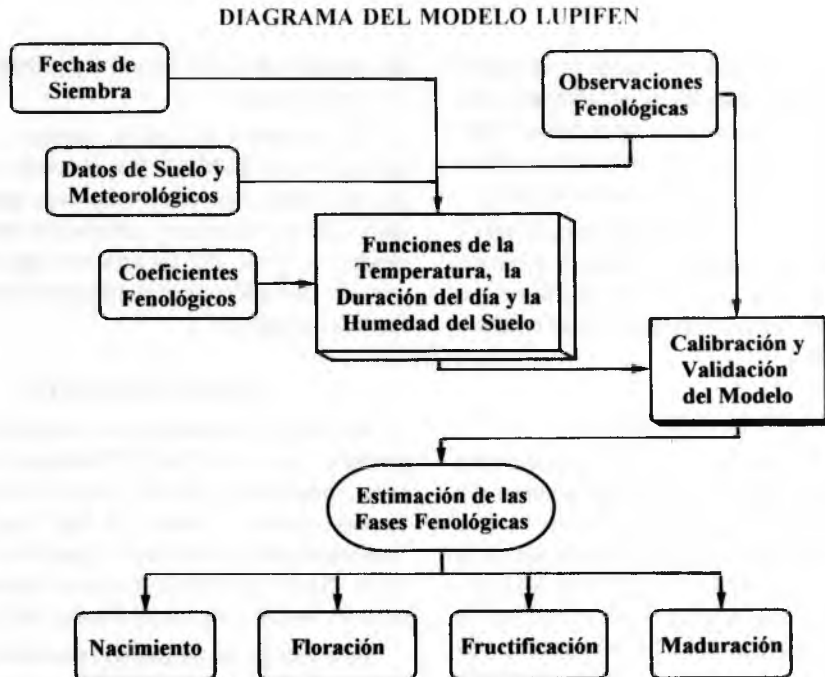 DIAGRAMA DEL MODELO LUPIFEN
Fechas de
Siembra
Observaciones
Fenológicas
Datos de Suelo y
Meteorológicos
Coeficientes
Fenológicos
Funciones de la
Temperatura, la
Duración del día y la
Humedad del Suelo
Calibración y
Validación
del Modelo
Estimación de las
Fases Fenológicas
Nacimiento
Floración
Fructificación
Maduración